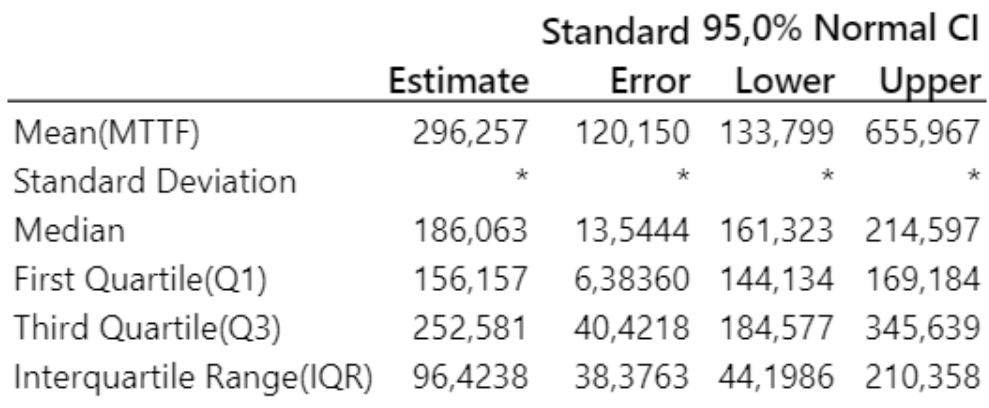 Standard 95,0% Normal CI
Estimate Error Lower Upper
Mean(MTTF) 296,257 120,150 133,799 655,967
Standard Deviation * * * *
Median 186,063 13,5444 161,323 214,597
First Quartile(Q1) 156,157 6,38360 144,134 169,184
Third Quartile(Q3) 252,581 40,4218 184,577 345,639
Interquartile Range(IQR) 96,4238 38,3763 44,1986 210,358